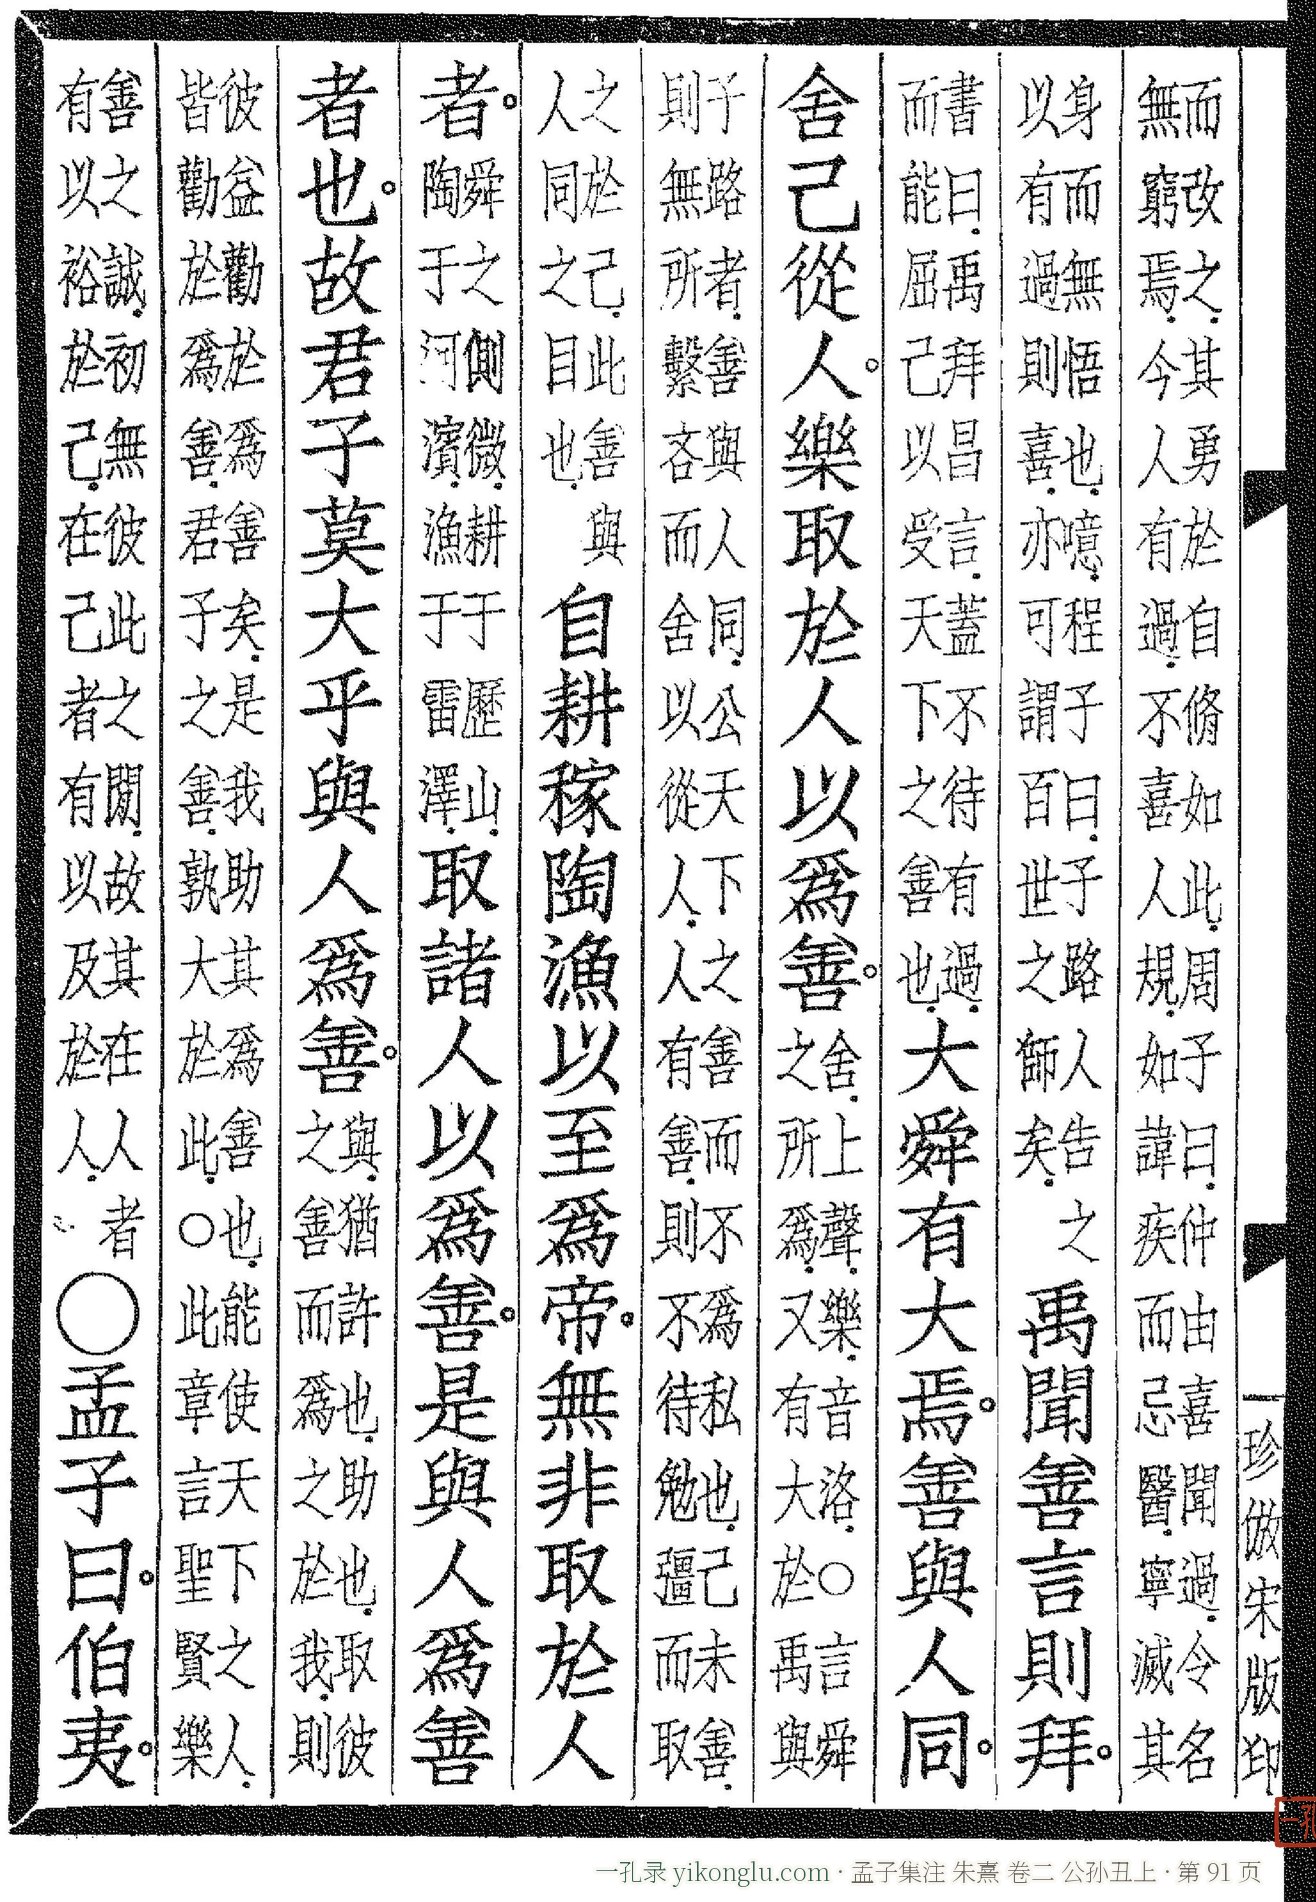 珍倣宋版印
而改之。其勇於自脩如此。周子曰。仲由喜聞過。令名
無窮焉。今人有過。不喜人規。如諱疾而忌醫。寧滅其
身而無悟也。噫。程子曰。子路人告之
以有過則喜。亦可謂百世之師矣。
禹聞善言則拜。
書曰。禹拜昌言。蓋不待有過。
而能屈己以受天下之善也。
大舜有大焉。善與人同。
舍己從人。樂取於人以爲善。
舍。上聲。樂。音洛。○言舜
之所爲。又有大於禹與
子路者。善與人同。公天下之善而不爲私也。己未善。
則無所繫吝而舍以從人。人有善則不待勉彊而取
之於己。此善與
人同之目也。
自耕稼陶漁以至爲帝。無非取於人
者。
舜之側微。耕于歷山。
陶于河濱。漁于雷澤。
取諸人以爲善。是與人爲善
者也。故君子莫大乎與人爲善。
與。猶許也。助也。取彼
之善而爲之於我。則
彼益勸於爲善矣。是我助其爲善也。能使天下之人。
皆勸於爲善。君子之善。孰大於此。○此章。言聖賢樂
善之誠。初無彼此之閒。故其在人者
有以裕於己。在己者有以及於人。
○孟子曰。伯夷。
一孔录 yikonglu.com · 孟子集注 朱熹 卷二 公孙丑上 · 第 91 页